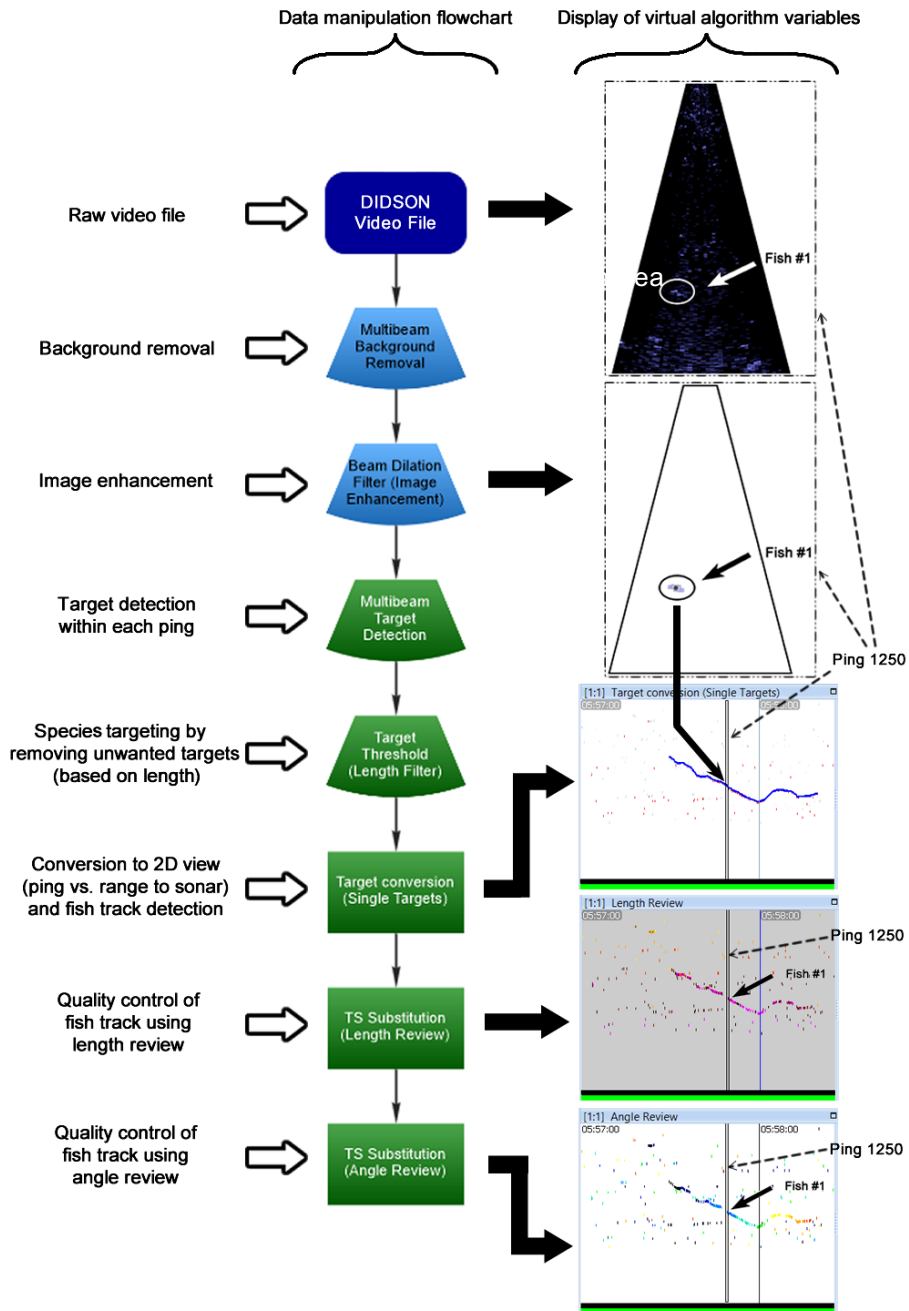 Data manipulation flowchart
Display of virtual algorithm variables
Raw video file
DIDSON
Video File
Fish #1
ea
Background removal
Multibeam
Background
Removal
Image enhancement
Beam Dilation
Filter (Image
Enhancement)
Fish #1
Target detection
within each ping
Multibeam
Target
Detection
Ping 1250
Species targeting by
removing unwanted targets
(based on length)
Target
Threshold
(Length Filter)
[1:1] Target conversion (Single Targets)
05:57:00
Conversion to 2D view
(ping vs. range to sonar)
and fish track detection
Target conversion
(Single Targets)
[1:1] Length Review
05:57:00
05:58:00
Ping 1250
Fish #1
Quality control of
fish track using
length review
TS Substitution
(Length Review)
[1:1] Angle Review
05:57:00
05:58:00
Ping 1250
Fish #1
Quality control of
fish track using
angle review
TS Substitution
(Angle Review)